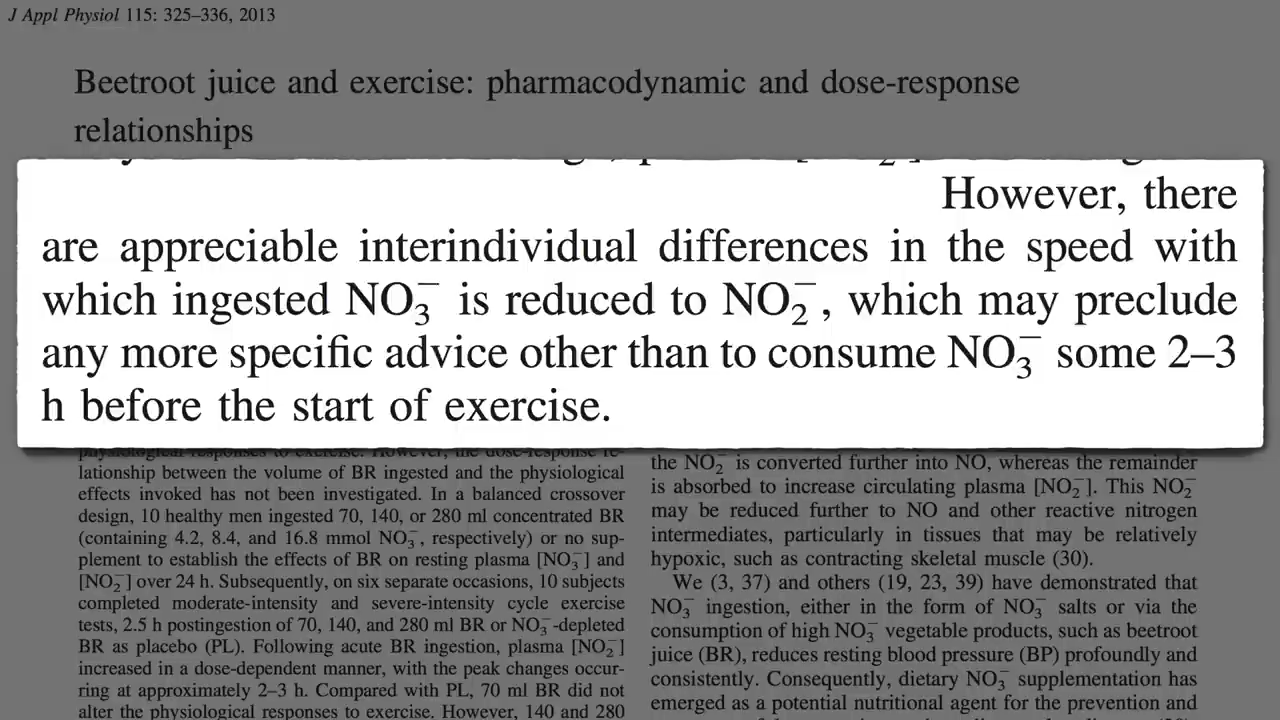 J Appl Physiol 115: 325–336, 2013
Beetroot juice and exercise: pharmacodynamic and dose-response
relationships
However, there
are appreciable interindividual differences in the speed with
which ingested NO₃⁻ is reduced to NO₂⁻, which may preclude
any more specific advice other than to consume NO₃⁻ some 2–3
h before the start of exercise.
physiological responses to exercise. However, the dose-response re-
lationship between the volume of BR ingested and the physiological
effects invoked has not been investigated. In a balanced crossover
design, 10 healthy men ingested 70, 140, or 280 ml concentrated BR
(containing 4.2, 8.4, and 16.8 mmol NO₃⁻, respectively) or no sup-
plement to establish the effects of BR on resting plasma [NO₃⁻] and
[NO₂⁻] over 24 h. Subsequently, on six separate occasions, 10 subjects
completed moderate-intensity and severe-intensity cycle exercise
tests, 2.5 h postingestion of 70, 140, and 280 ml BR or NO₃⁻-depleted
BR as placebo (PL). Following acute BR ingestion, plasma [NO₂⁻]
increased in a dose-dependent manner, with the peak changes occur-
ring at approximately 2–3 h. Compared with PL, 70 ml BR did not
alter the physiological responses to exercise. However, 140 and 280
the NO₂⁻ is converted further into NO, whereas the remainder
is absorbed to increase circulating plasma [NO₂⁻]. This NO₂⁻
may be reduced further to NO and other reactive nitrogen
intermediates, particularly in tissues that may be relatively
hypoxic, such as contracting skeletal muscle (30).
We (3, 37) and others (19, 23, 39) have demonstrated that
NO₃⁻ ingestion, either in the form of NO₃⁻ salts or via the
consumption of high NO₃⁻ vegetable products, such as beetroot
juice (BR), reduces resting blood pressure (BP) profoundly and
consistently. Consequently, dietary NO₃⁻ supplementation has
emerged as a potential nutritional agent for the prevention and